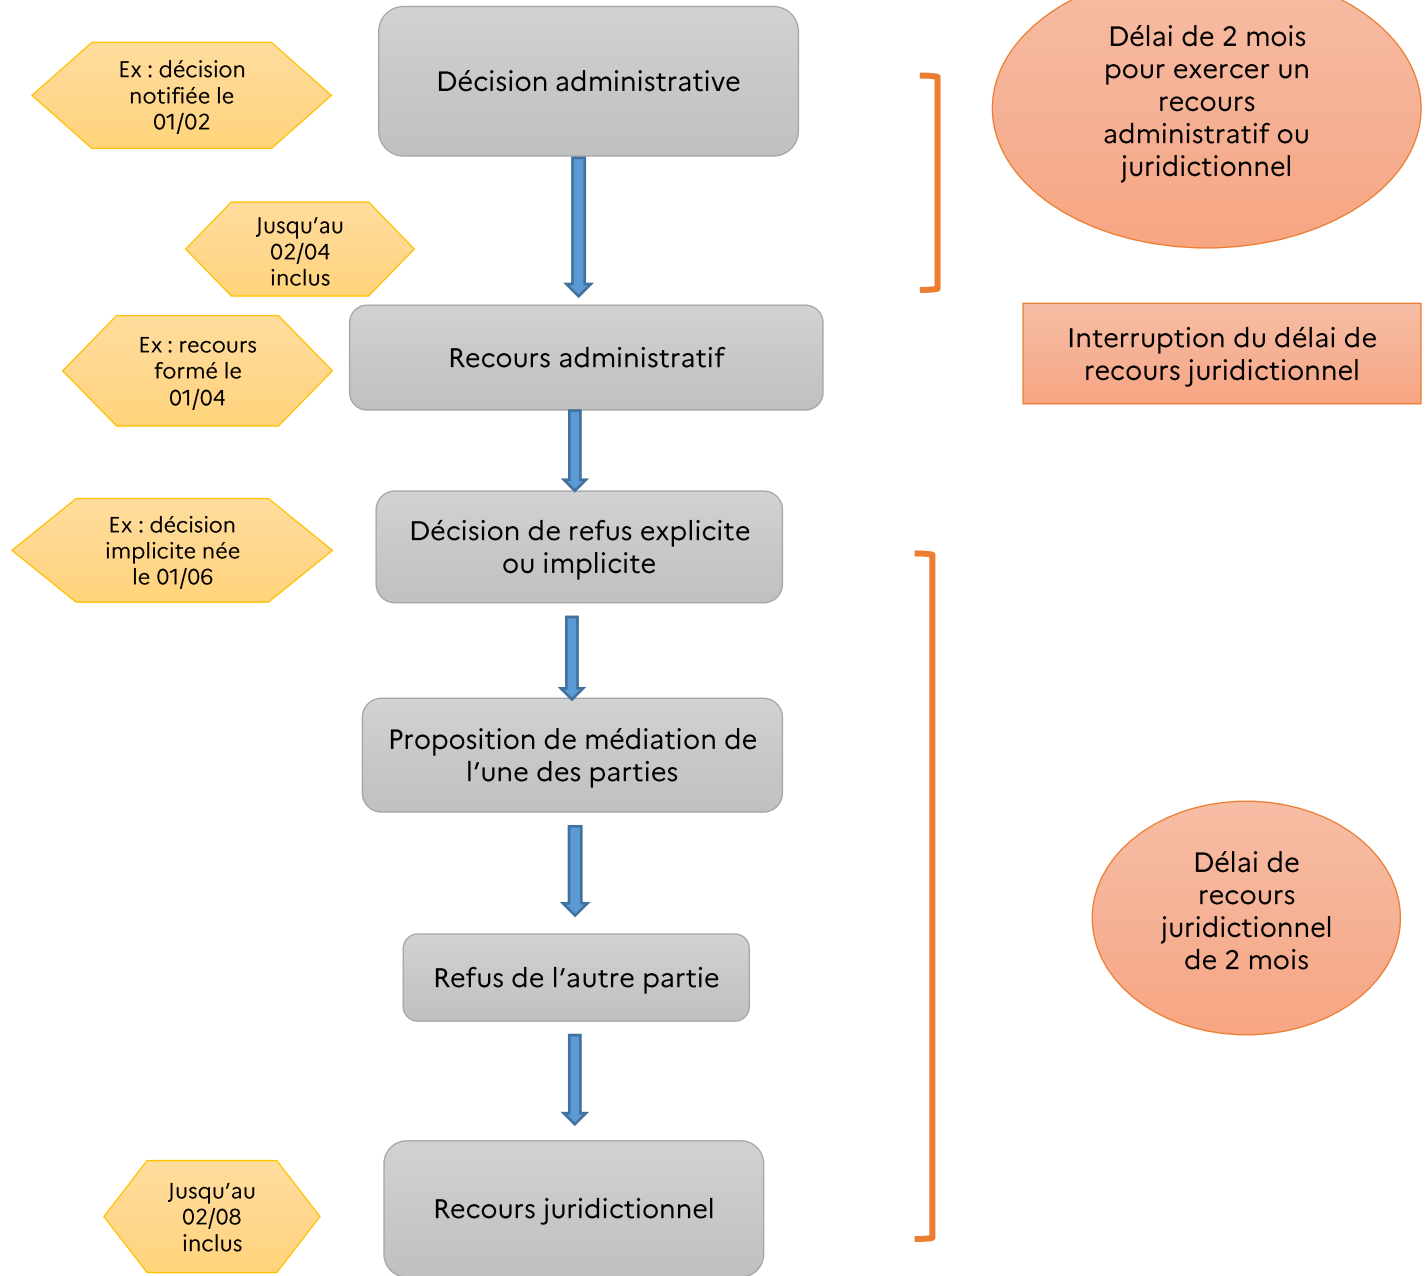 Décision administrative
Ex : décision
notifiée le
01/02
Délai de 2 mois
pour exercer un
recours
administratif ou
juridictionnel
Jusqu’au
02/04
inclus
Recours administratif
Ex : recours
formé le
01/04
Interruption du délai de
recours juridictionnel
Décision de refus explicite
ou implicite
Ex : décision
implicite née
le 01/06
Proposition de médiation de
l’une des parties
Délai de
recours
juridictionnel
de 2 mois
Refus de l’autre partie
Recours juridictionnel
Jusqu’au
02/08
inclus